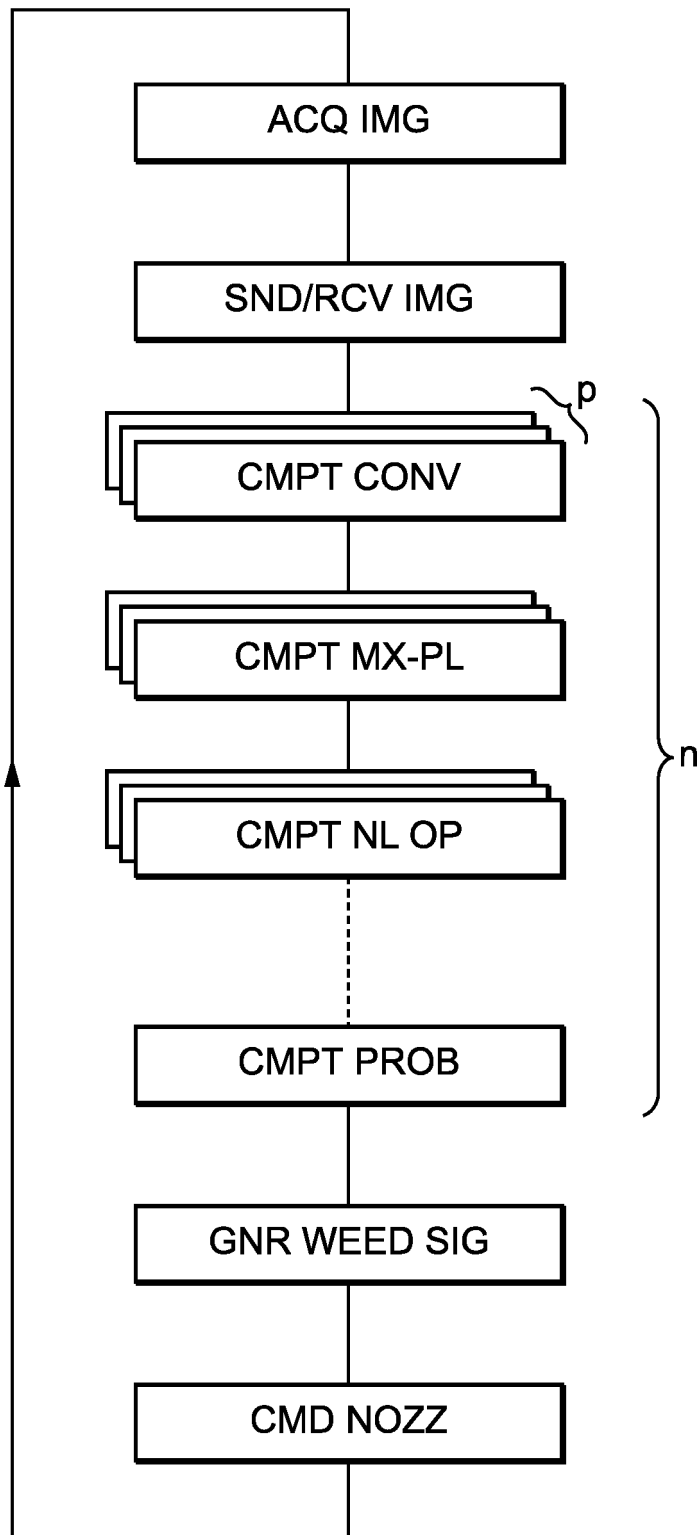 ACQ IMG
SND/RCV IMG
p
CMPT CONV
CMPT MX-PL
n
CMPT NL OP
CMPT PROB
GNR WEED SIG
CMD NOZZ